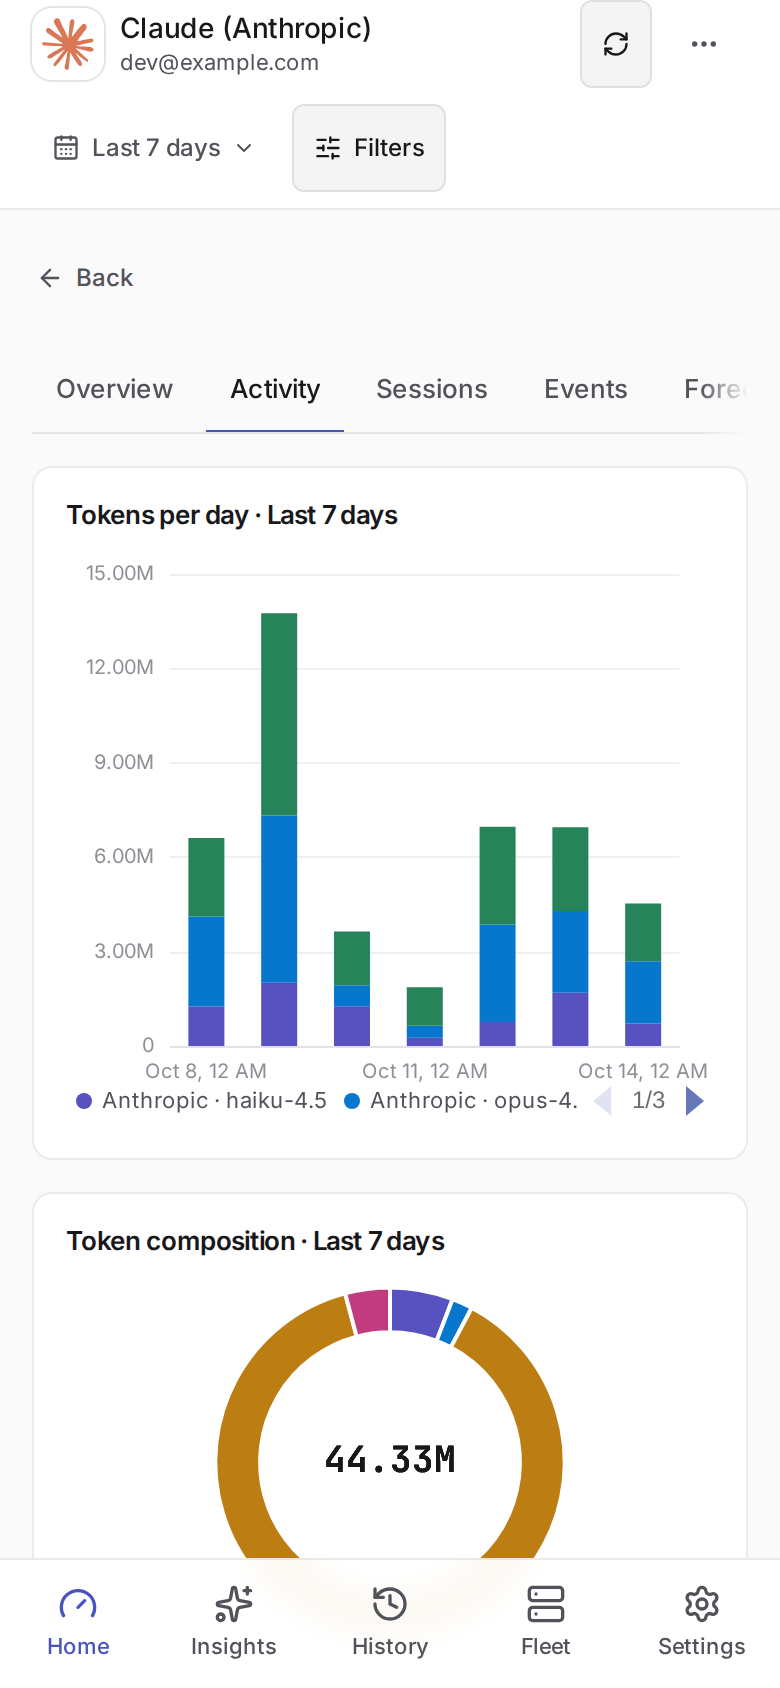 Claude (Anthropic)
dev@example.com
Last 7 days
Filters
Back
Overview Activity Sessions Events Fore
Tokens per day · Last 7 days
15.00M
12.00M
9.00M
6.00M
3.00M
0
Oct 8, 12 AM Oct 11, 12 AM Oct 14, 12 AM
Anthropic · haiku-4.5 Anthropic · opus-4. 1/3
Token composition · Last 7 days
44.33M
Home Insights History Fleet Settings